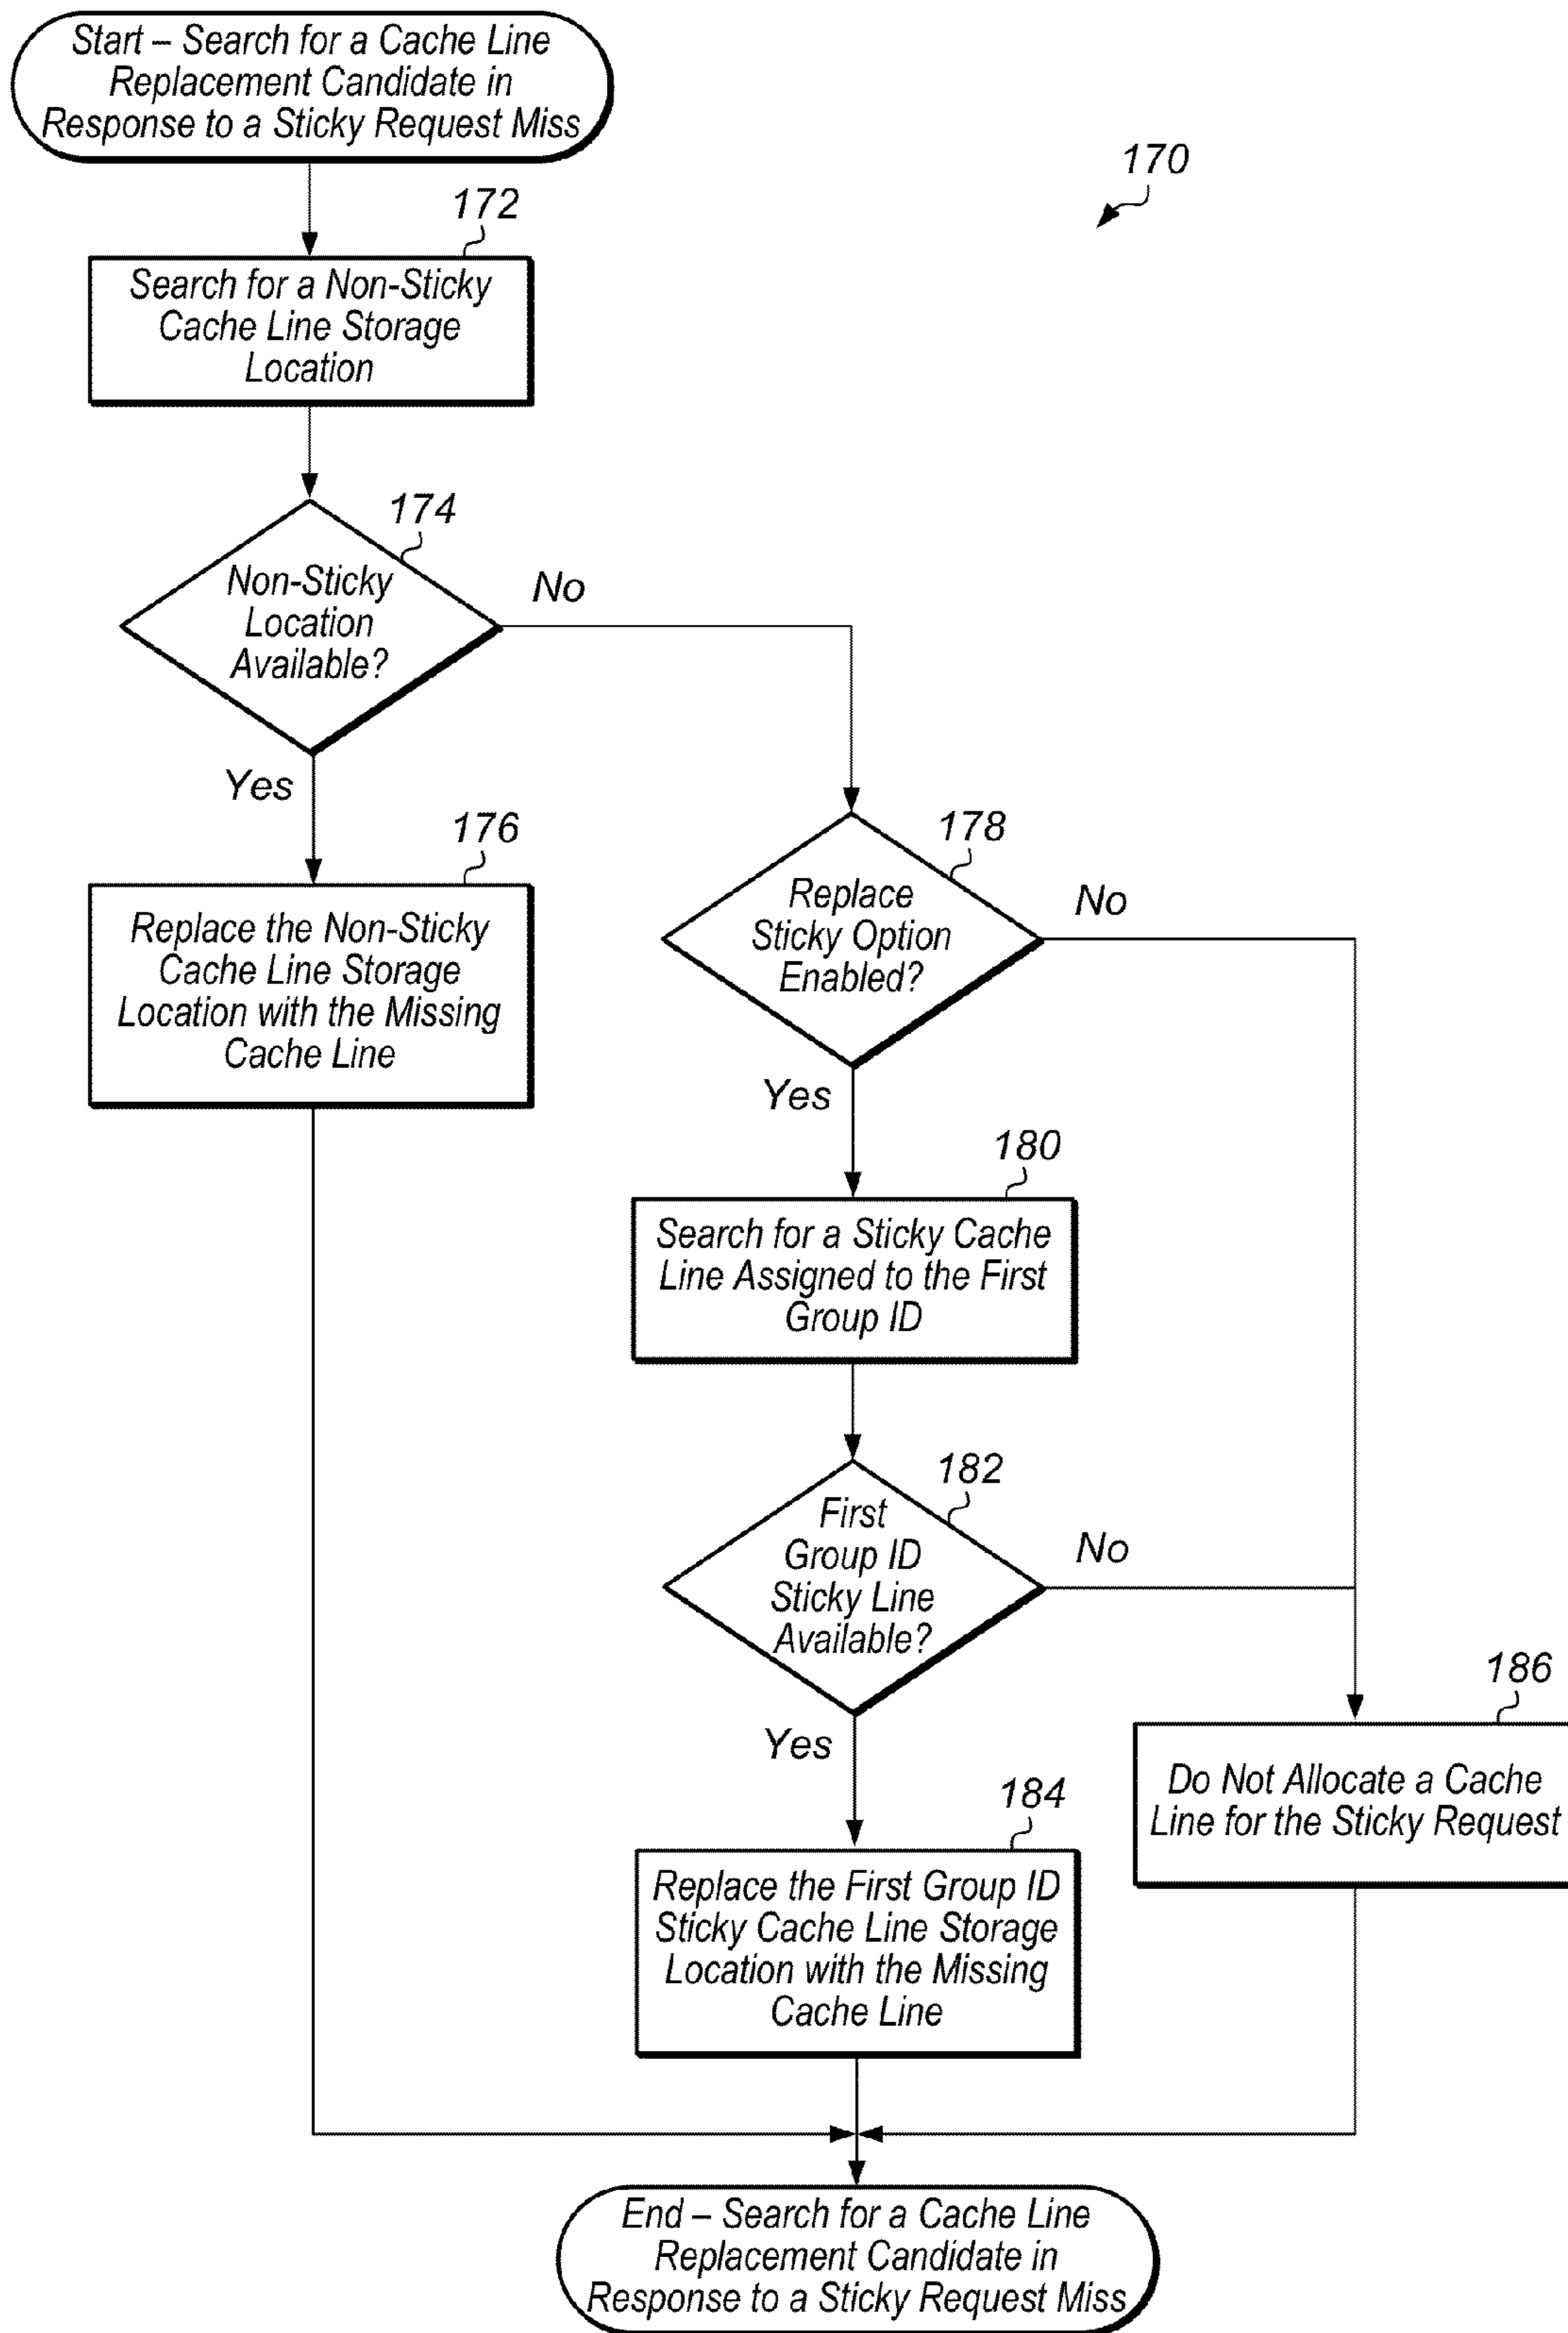 Start – Search for a Cache Line
Replacement Candidate in
Response to a Sticky Request Miss
170
172
Search for a Non-Sticky
Cache Line Storage
Location
174
Non-Sticky
Location
Available?
No
Yes
176
Replace the Non-Sticky
Cache Line Storage
Location with the Missing
Cache Line
178
Replace
Sticky Option
Enabled?
No
Yes
180
Search for a Sticky Cache
Line Assigned to the First
Group ID
182
First
Group ID
Sticky Line
Available?
No
Yes
184
Replace the First Group ID
Sticky Cache Line Storage
Location with the Missing
Cache Line
186
Do Not Allocate a Cache
Line for the Sticky Request
End – Search for a Cache Line
Replacement Candidate in
Response to a Sticky Request Miss